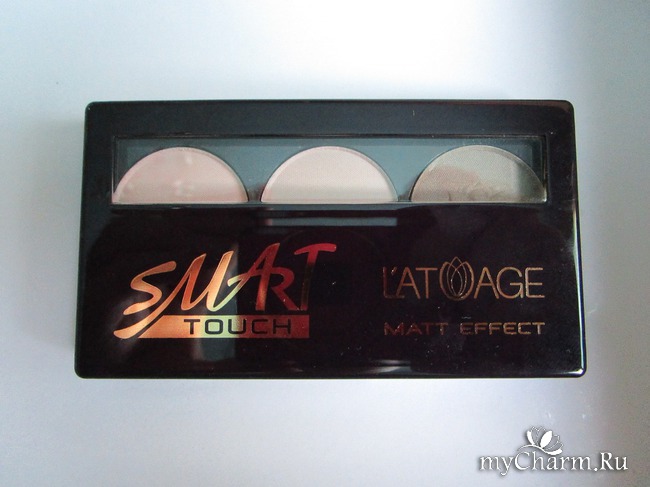 SMART
TOUCH
L'ATUAGE
MATT EFFECT
myCharm.Ru